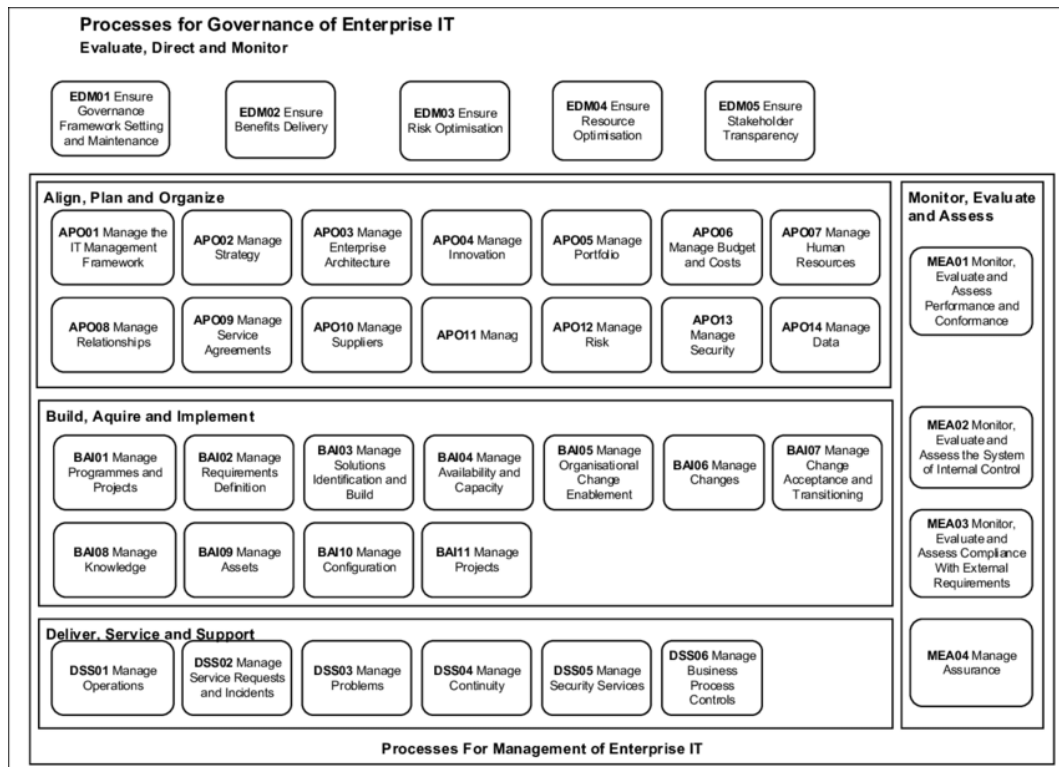 Processes for Governance of Enterprise IT
Evaluate, Direct and Monitor
EDM01 Ensure
Governance
Framework Setting
and Maintenance
EDM02 Ensure
Benefits Delivery
EDM03 Ensure
Risk Optimisation
EDM04 Ensure
Resource
Optimisation
EDM05 Ensure
Stakeholder
Transparency
Align, Plan and Organize
APO01 Manage the
IT Management
Framework
APO02 Manage
Strategy
APO03 Manage
Enterprise
Architecture
APO04 Manage
Innovation
APO05 Manage
Portfolio
APO06
Manage Budget
and Costs
APO07 Manage
Human
Resources
APO08 Manage
Relationships
APO09 Manage
Service
Agreements
APO10 Manage
Suppliers
APO11 Manag
APO12 Manage
Risk
APO13
Manage
Security
APO14 Manage
Data
Build, Aquire and Implement
BAI01 Manage
Programmes and
Projects
BAI02 Manage
Requirements
Definition
BAI03 Manage
Solutions
Identification and
Build
BAI04 Manage
Availability and
Capacity
BAI05 Manage
Organisational
Change
Enablement
BAI06 Manage
Changes
BAI07 Manage
Change
Acceptance and
Transitioning
BAI08 Manage
Knowledge
BAI09 Manage
Assets
BAI10 Manage
Configuration
BAI11 Manage
Projects
Deliver, Service and Support
DSS01 Manage
Operations
DSS02 Manage
Service Requests
and Incidents
DSS03 Manage
Problems
DSS04 Manage
Continuity
DSS05 Manage
Security Services
DSS06 Manage
Business
Process
Controls
Monitor, Evaluate
and Assess
MEA01 Monitor,
Evaluate and
Assess
Performance and
Conformance
MEA02 Monitor,
Evaluate and
Assess the System
of Internal Control
MEA03 Monitor,
Evaluate and
Assess Compliance
With External
Requirements
MEA04 Manage
Assurance
Processes For Management of Enterprise IT